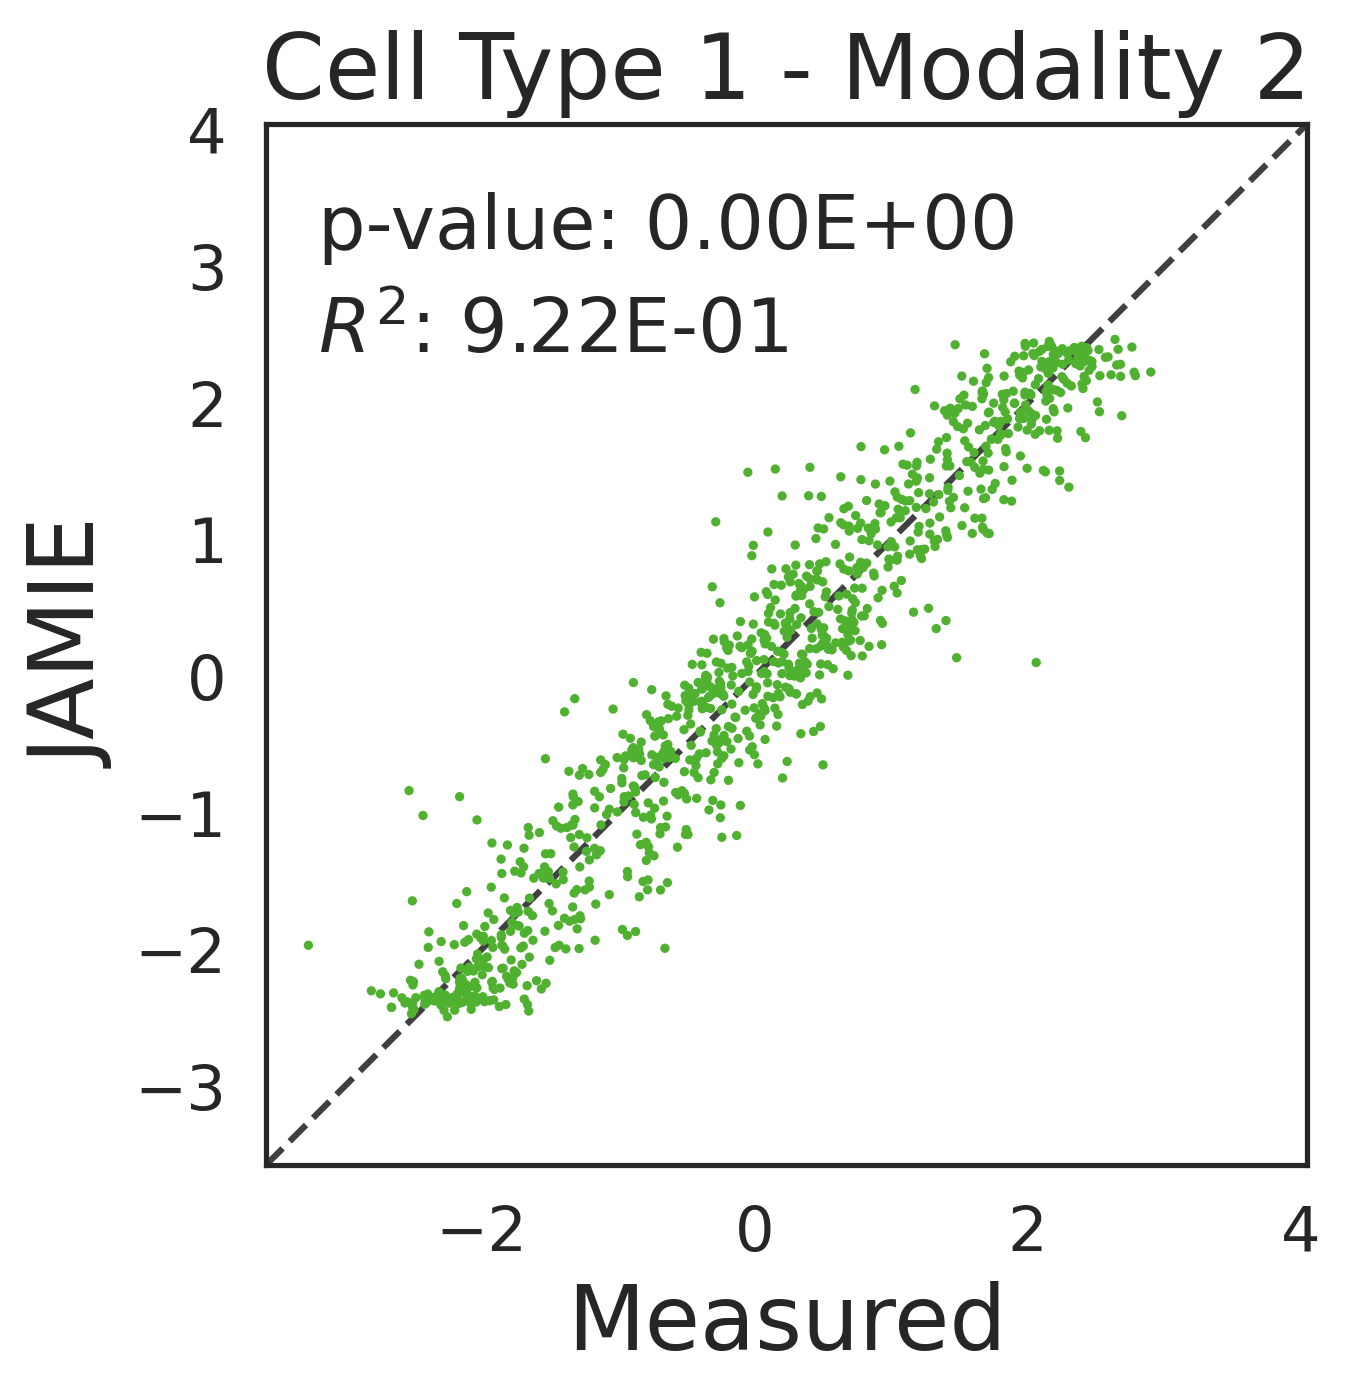 Cell Type 1 - Modality 2
4
p-value: 0.00E+00
3
R²: 9.22E-01
2
1
JAMIE
0
−1
−2
−3
−2 0 2 4
Measured